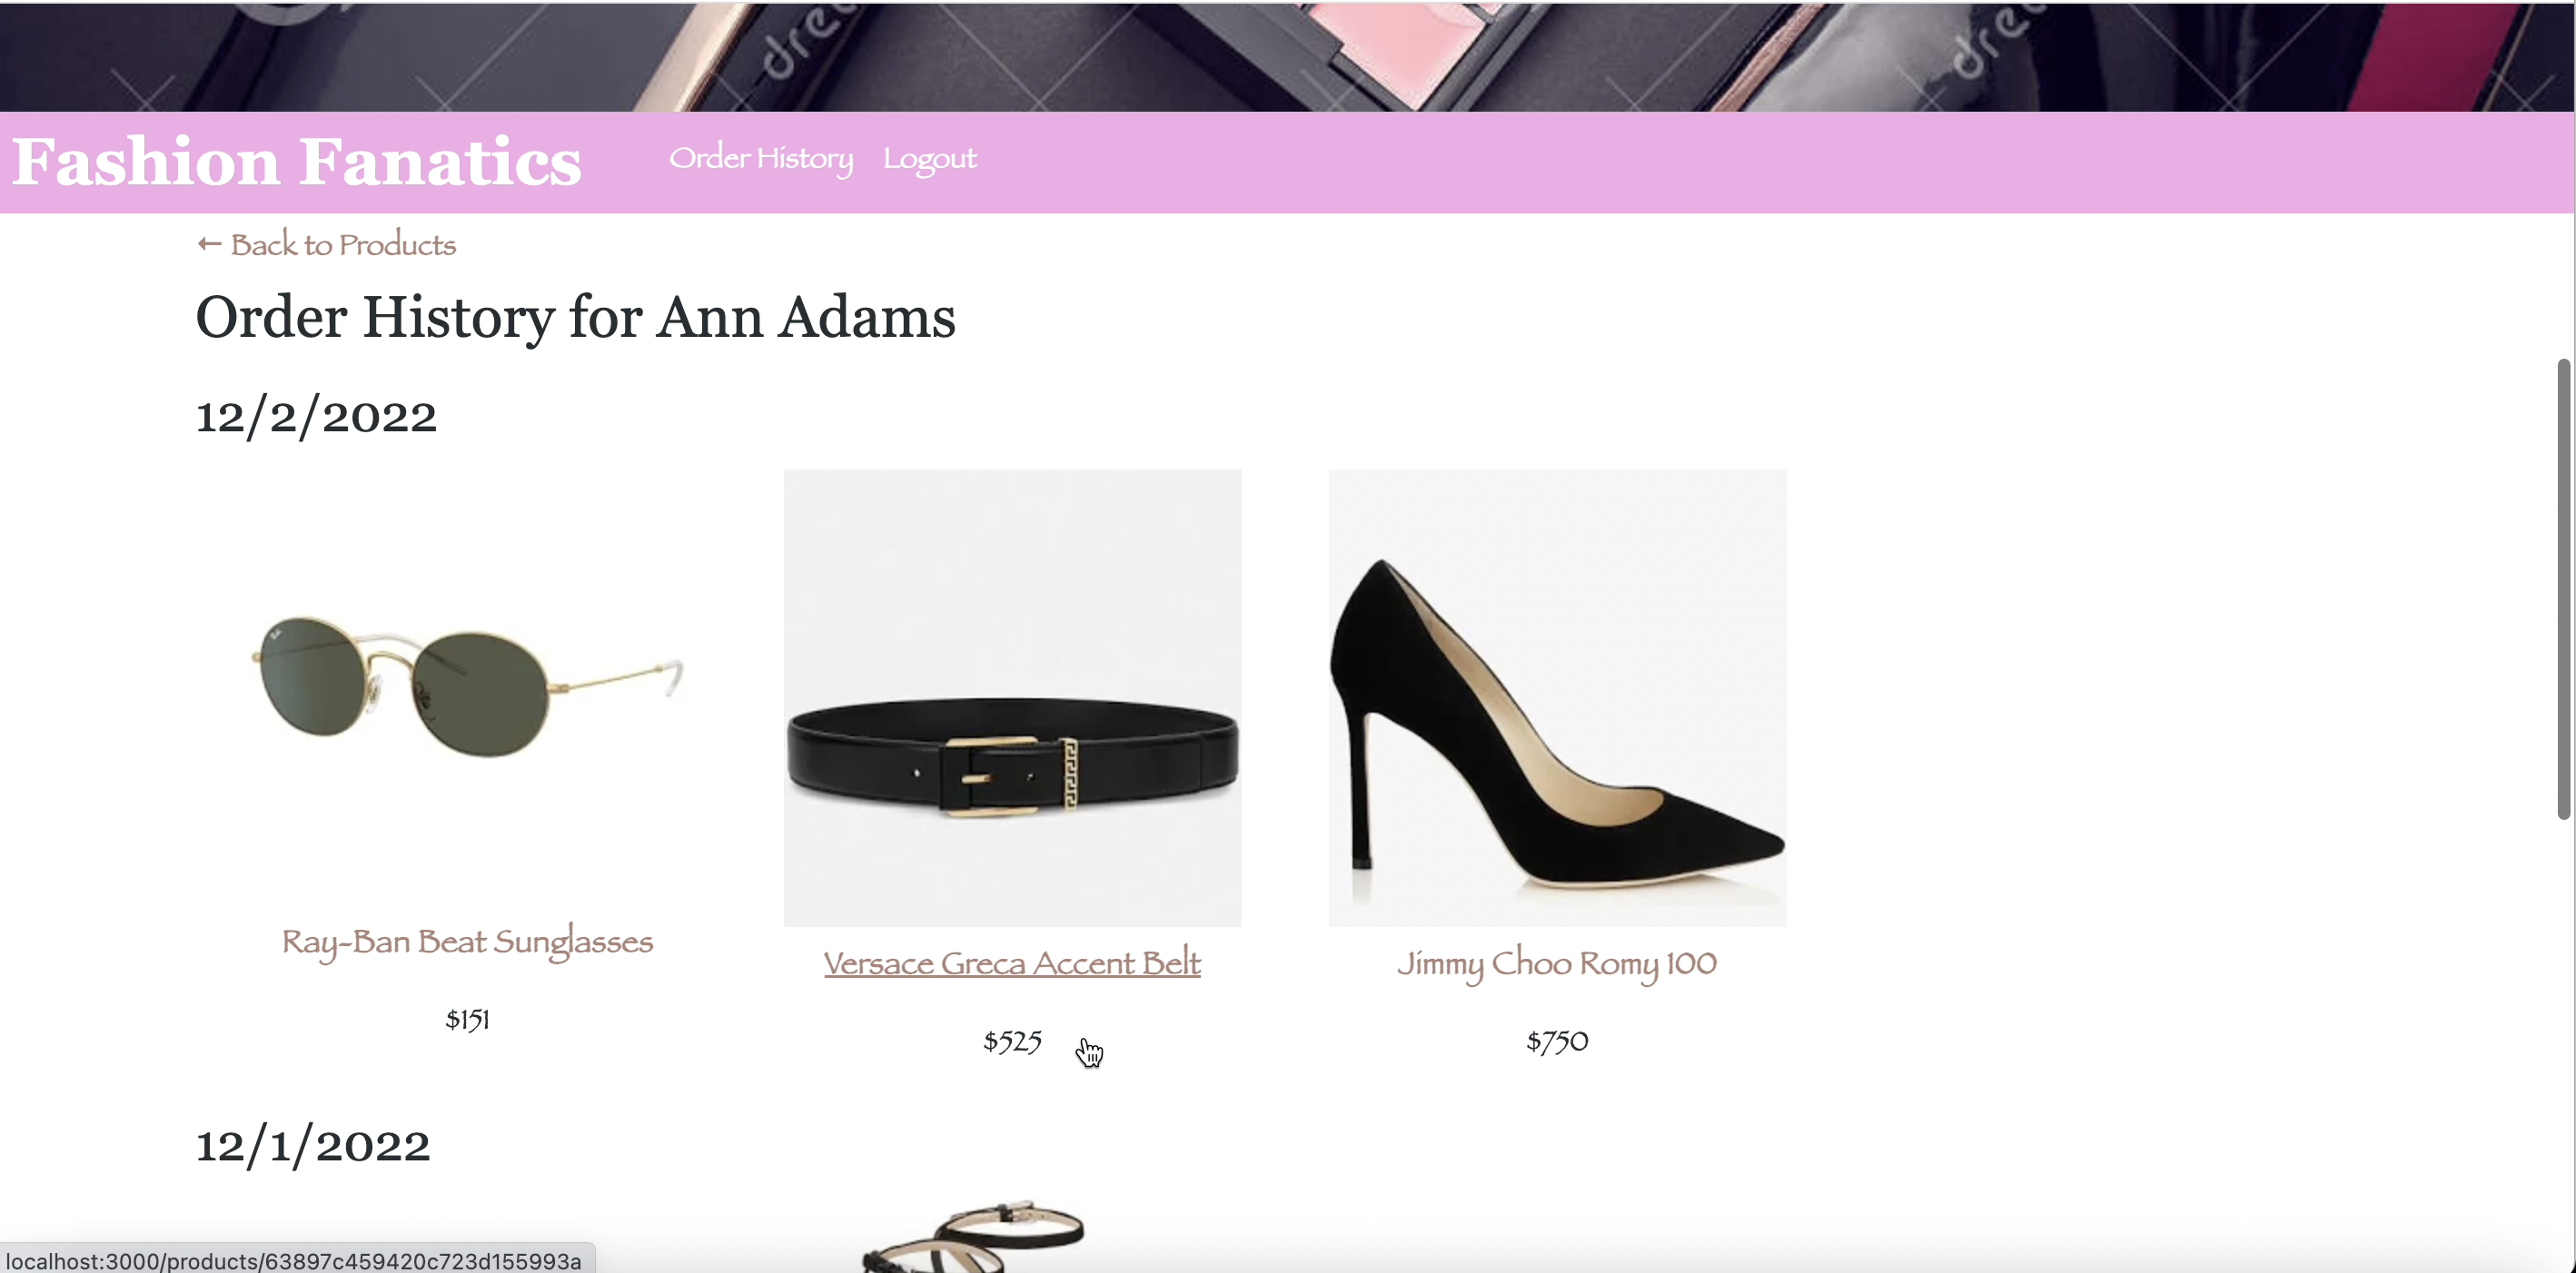 Fashion Fanatics
Order History
Logout
← Back to Products
Order History for Ann Adams
12/2/2022
Ray-Ban Beat Sunglasses
$151
Versace Greca Accent Belt
$525
Jimmy Choo Romy 100
$750
12/1/2022
localhost:3000/products/63897c459420c723d155993a